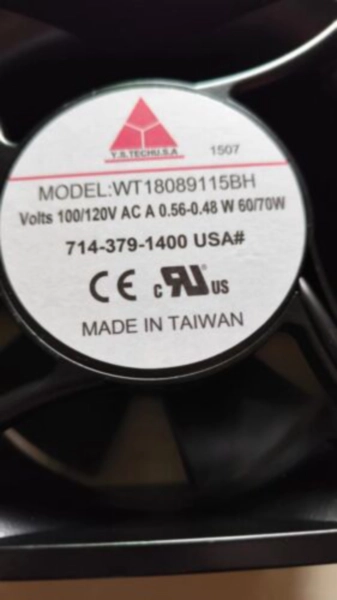 Y.S.TECH U.S.A
1507
MODEL:WT18089115BH
Volts 100/120V AC A 0.56-0.48 W 60/70W
714-379-1400 USA#
CE c RU US
MADE IN TAIWAN